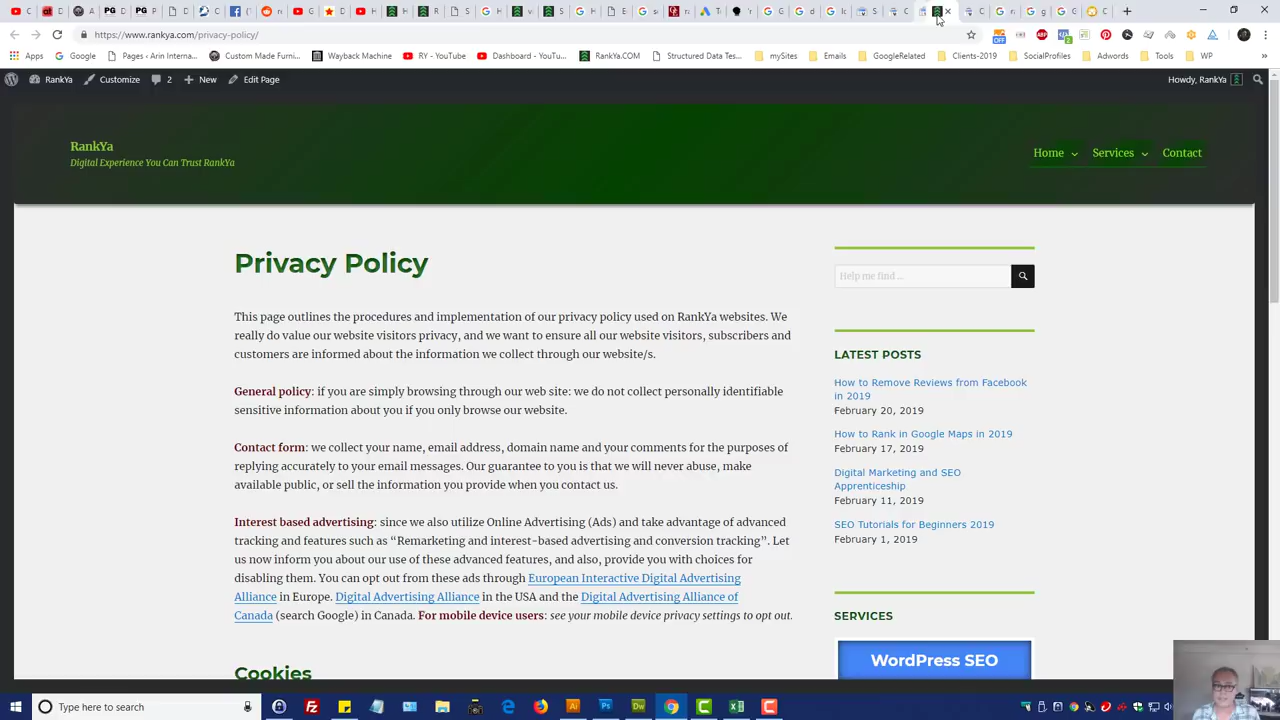 https://www.rankya.com/privacy-policy/
Apps
Google
Pages ‹ Arin Internati...
Custom Made Furni...
Wayback Machine
RY - YouTube
Dashboard - YouTu...
RankYa.COM
Structured Data Te...
mySites
Emails
GoogleRelated
Clients-2019
SocialProfiles
Adwords
Tools
WP
RankYa
Customize
2
New
Edit Page
Howdy, RankYa
RankYa
Digital Experience You Can Trust RankYa
Home
Services
Contact
Privacy Policy
This page outlines the procedures and implementation of our privacy policy used on RankYa websites. We
really do value our website visitors privacy, and we want to ensure all our website visitors, subscribers and
customers are informed about the information we collect through our website/s.
General policy: if you are simply browsing through our web site: we do not collect personally identifiable
sensitive information about you if you only browse our website.
Contact form: we collect your name, email address, domain name and your comments for the purposes of
replying accurately to your email messages. Our guarantee to you is that we will never abuse, make
available public, or sell the information you provide when you contact us.
Interest based advertising: since we also utilize Online Advertising (Ads) and take advantage of advanced
tracking and features such as “Remarketing and interest-based advertising and conversion tracking”. Let
us now inform you about our use of these advanced features, and also, provide you with choices for
disabling them. You can opt out from these ads through European Interactive Digital Advertising
Alliance in Europe. Digital Advertising Alliance in the USA and the Digital Advertising Alliance of
Canada (search Google) in Canada. For mobile device users: see your mobile device privacy settings to opt out.
Cookies
Help me find ...
LATEST POSTS
How to Remove Reviews from Facebook
in 2019
February 20, 2019
How to Rank in Google Maps in 2019
February 17, 2019
Digital Marketing and SEO
Apprenticeship
February 11, 2019
SEO Tutorials for Beginners 2019
February 1, 2019
SERVICES
WordPress SEO
Type here to search